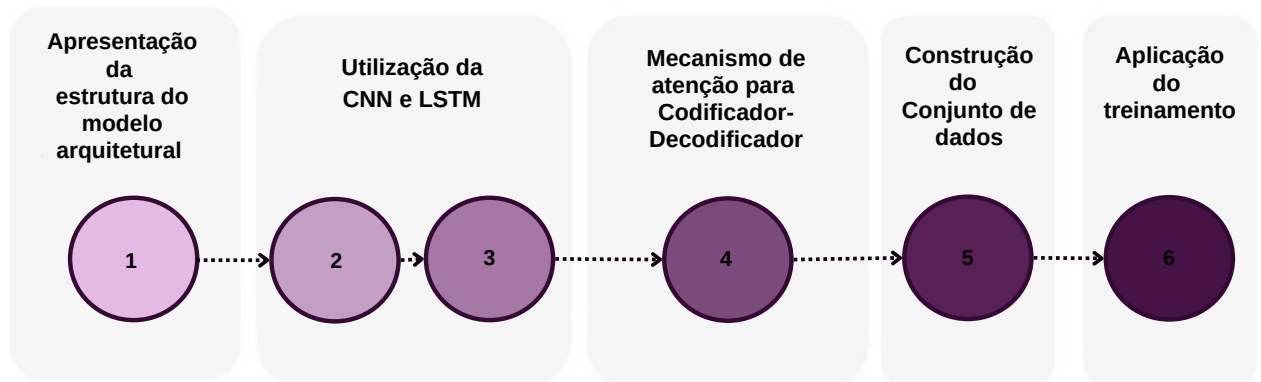 Apresentação
da
estrutura do
modelo
arquitetural
Utilização da
CNN e LSTM
Mecanismo de
atenção para
Codificador-
Decodificador
Construção
do
Conjunto de
dados
Aplicação
do
treinamento
1
2
3
4
5
6